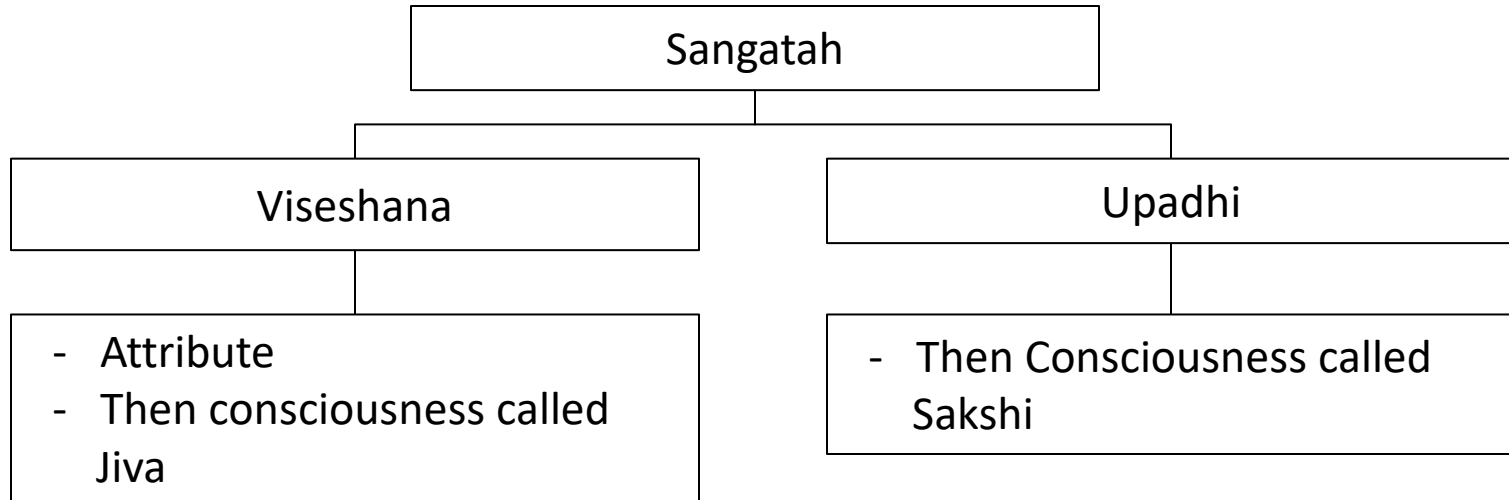 Sangatah
Viseshana
Upadhi
- Attribute
- Then consciousness called
Jiva
- Then Consciousness called
Sakshi